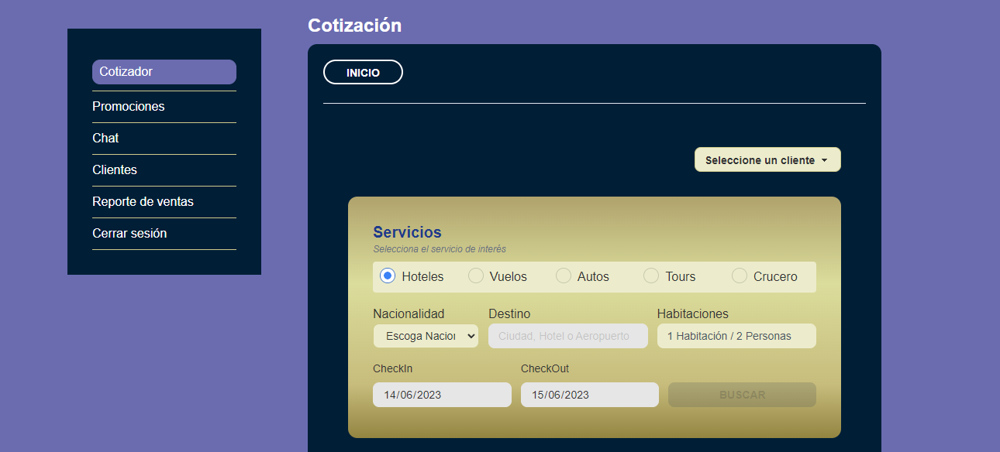 Cotización
Cotizador
Promociones
Chat
Clientes
Reporte de ventas
Cerrar sesión
INICIO
Seleccione un cliente
Servicios
Selecciona el servicio de interés
Hoteles Vuelos Autos Tours Crucero
Nacionalidad Destino Habitaciones
Escoga Nacior Ciudad, Hotel o Aeropuerto 1 Habitación / 2 Personas
CheckIn CheckOut
14/06/2023 15/06/2023 BUSCAR